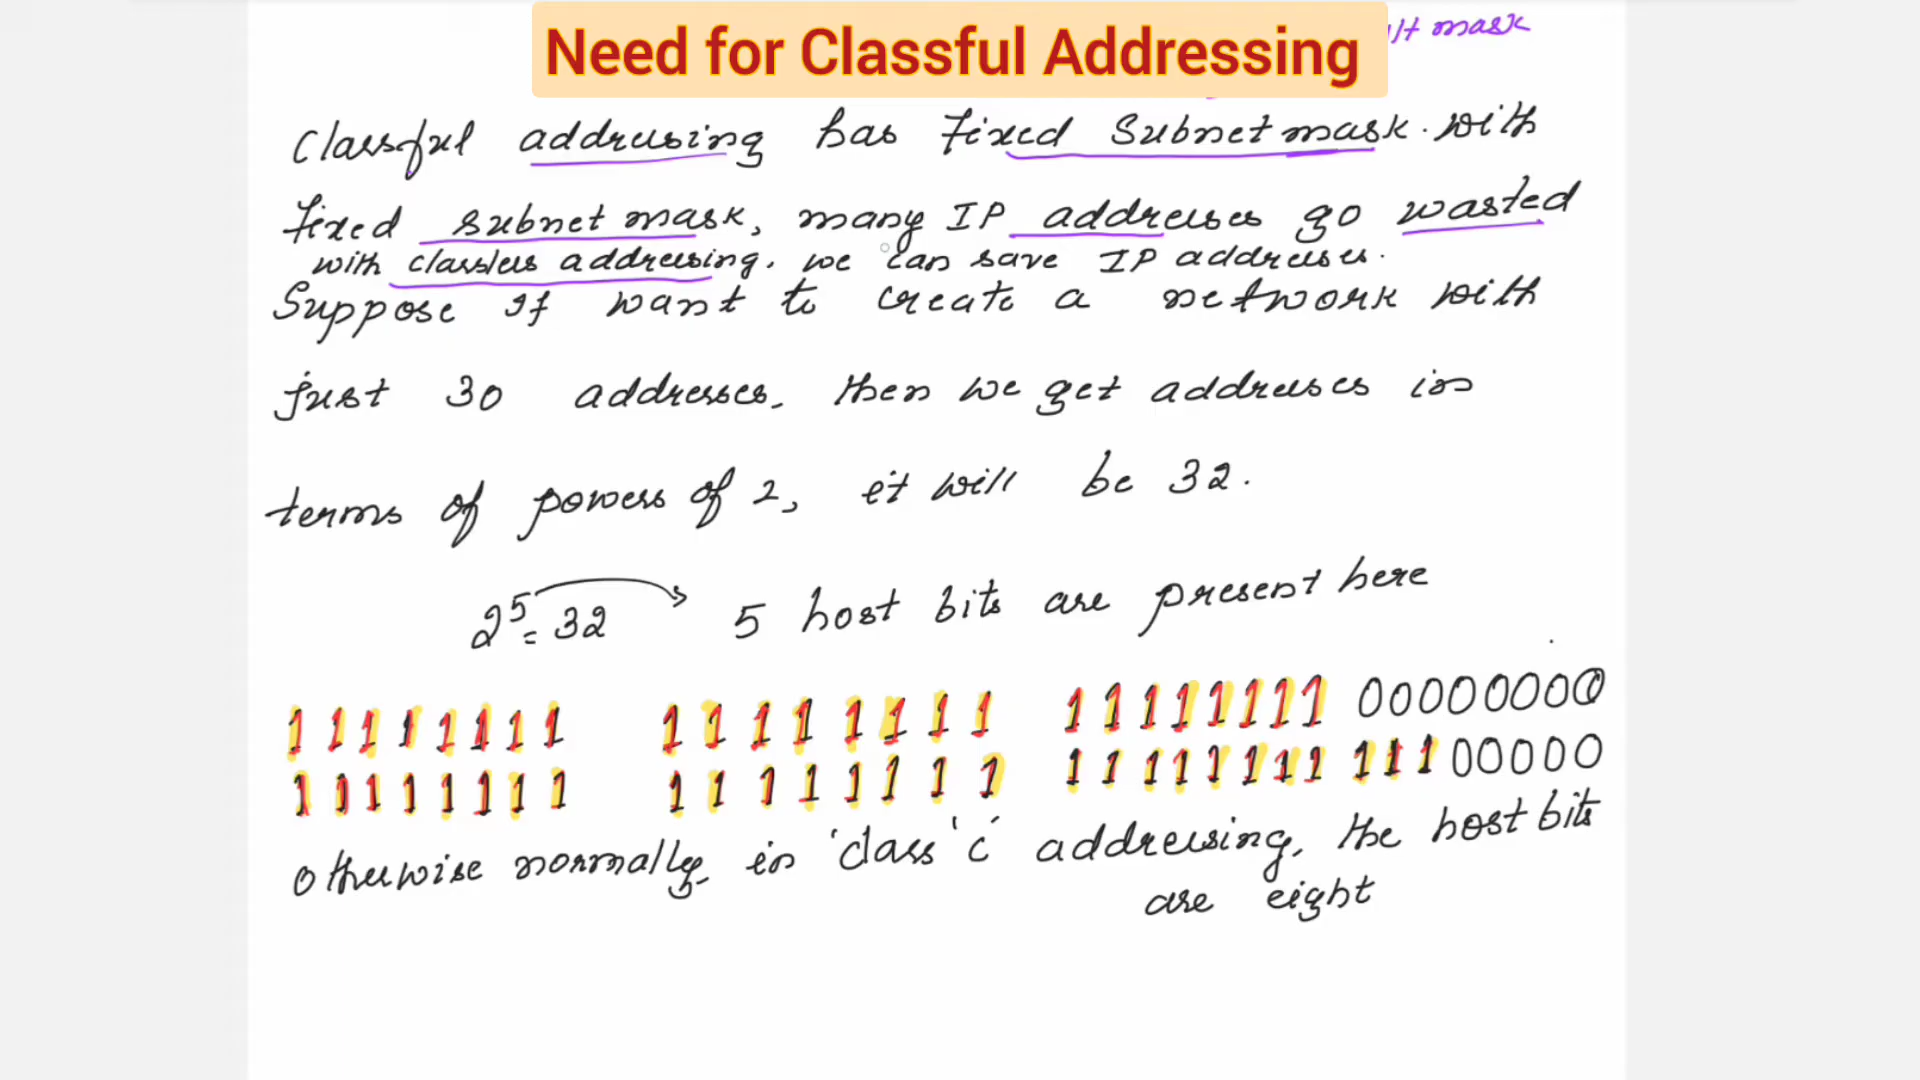 Need for Classful Addressing
lt mask
Classful addressing has fixed subnet mask. with
fixed subnet mask, many IP addresses go wasted
with classless addressing. we can save IP addresses.
Suppose If want to create a network with
just 30 addresses. then we get addresses in
terms of powers of 2, it will be 32.
2^5 = 32 5 host bits are present here
11111111 11111111 11111111 00000000
11111111 11111111 11111111 11100000
otherwise normally in 'class 'c' addressing, the host bits
are eight